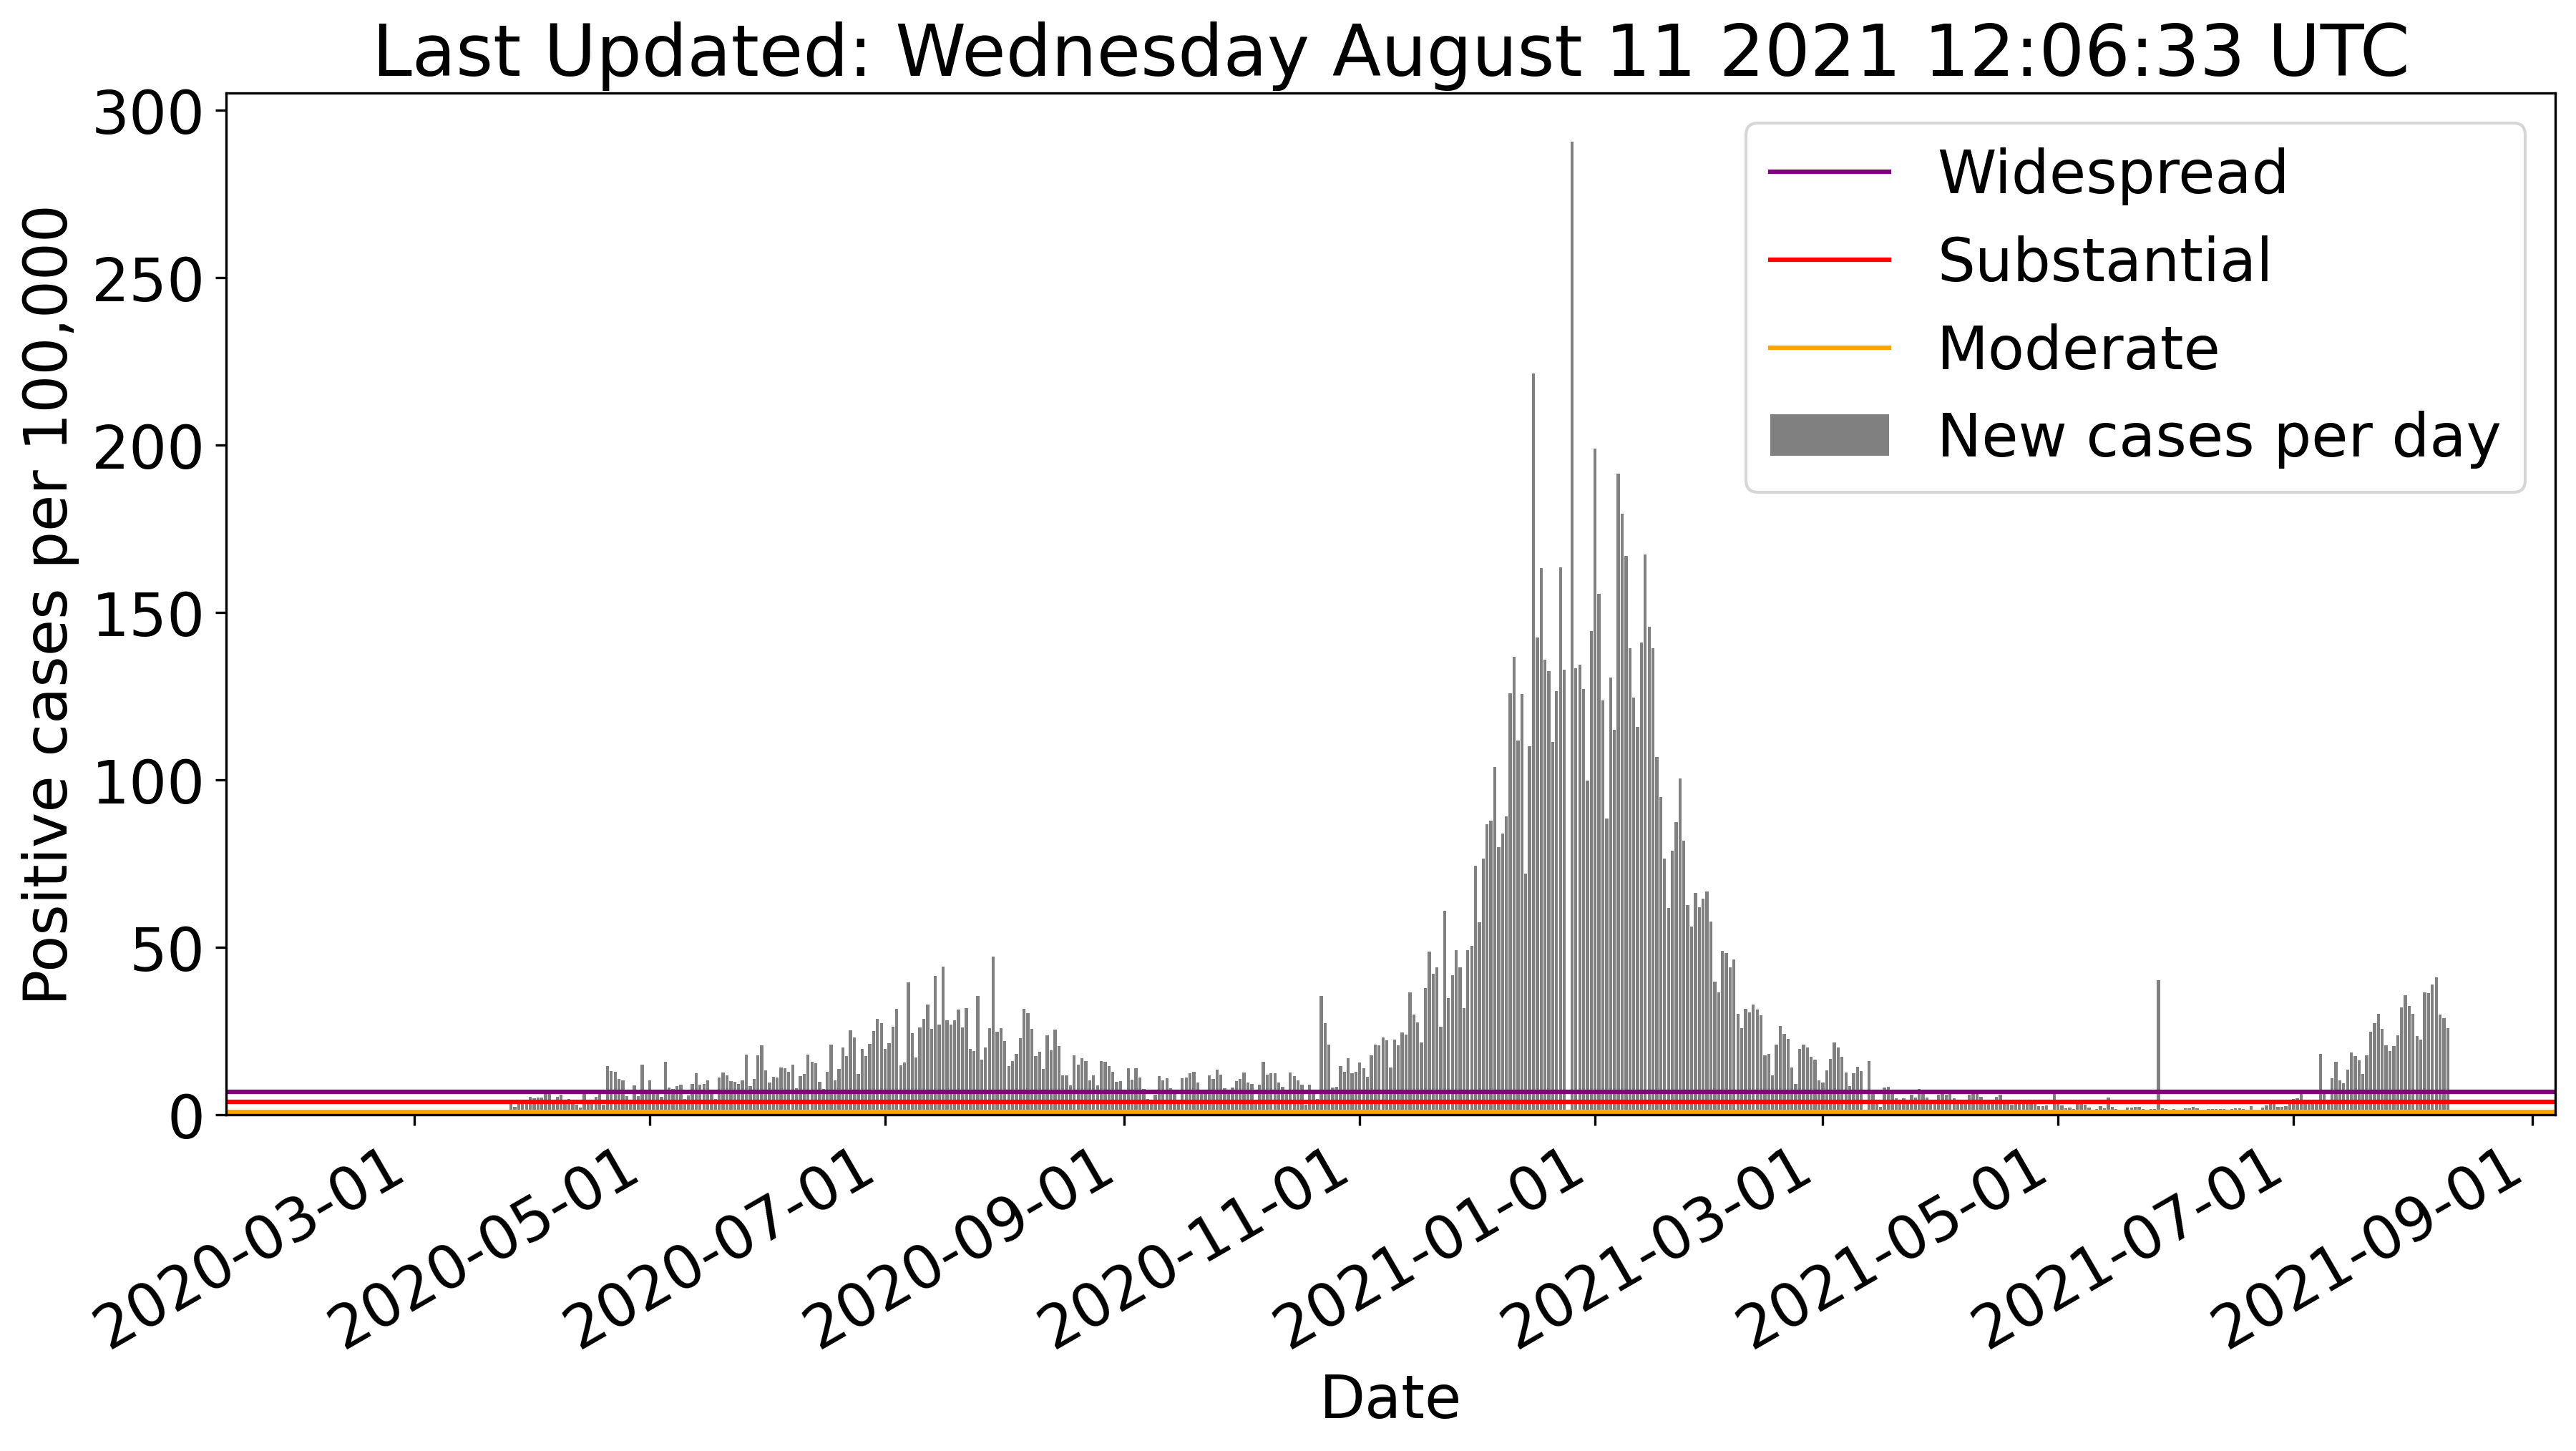 Last Updated: Wednesday August 11 2021 12:06:33 UTC
Positive cases per 100,000
300
250
200
150
100
50
0
Widespread
Substantial
Moderate
New cases per day
2020-03-01
2020-05-01
2020-07-01
2020-09-01
2020-11-01
2021-01-01
2021-03-01
2021-05-01
2021-07-01
2021-09-01
Date